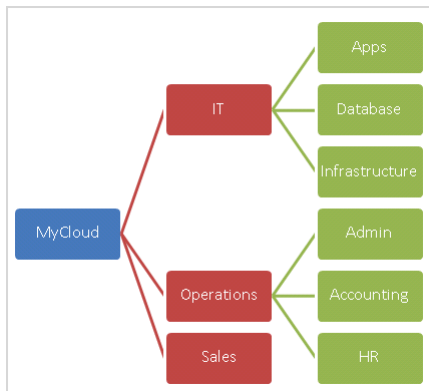 Apps
IT
Database
Infrastructure
MyCloud
Admin
Operations
Accounting
Sales
HR